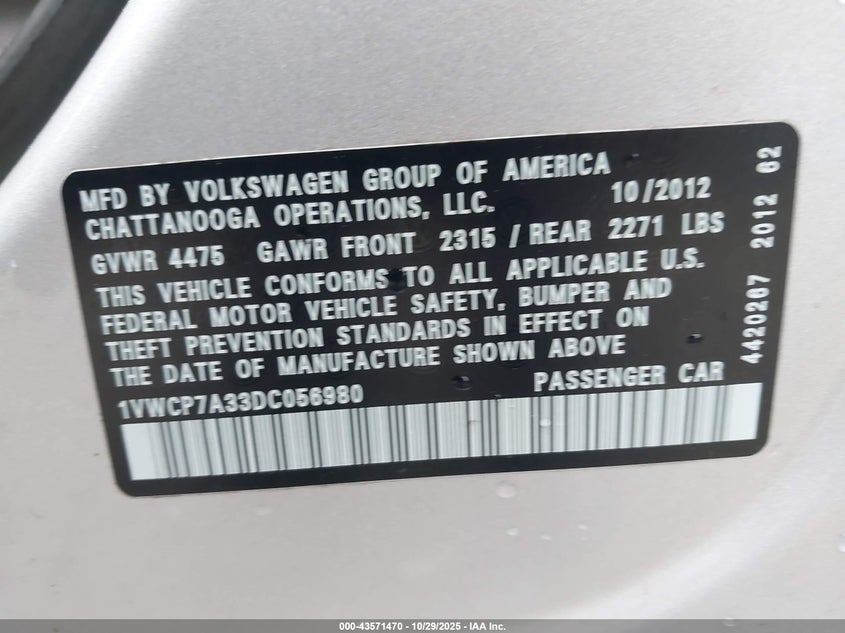 MFD BY VOLKSWAGEN GROUP OF AMERICA
CHATTANOOGA OPERATIONS, LLC. 10/2012
GVWR 4475 GAWR FRONT 2315 / REAR 2271 LBS
THIS VEHICLE CONFORMS TO ALL APPLICABLE U.S.
FEDERAL MOTOR VEHICLE SAFETY, BUMPER AND
THEFT PREVENTION STANDARDS IN EFFECT ON
THE DATE OF MANUFACTURE SHOWN ABOVE
1VWCP7A33DC056980 PASSENGER CAR
4420267 2012 02
000-43571470 - 10/29/2025 - IAA Inc.